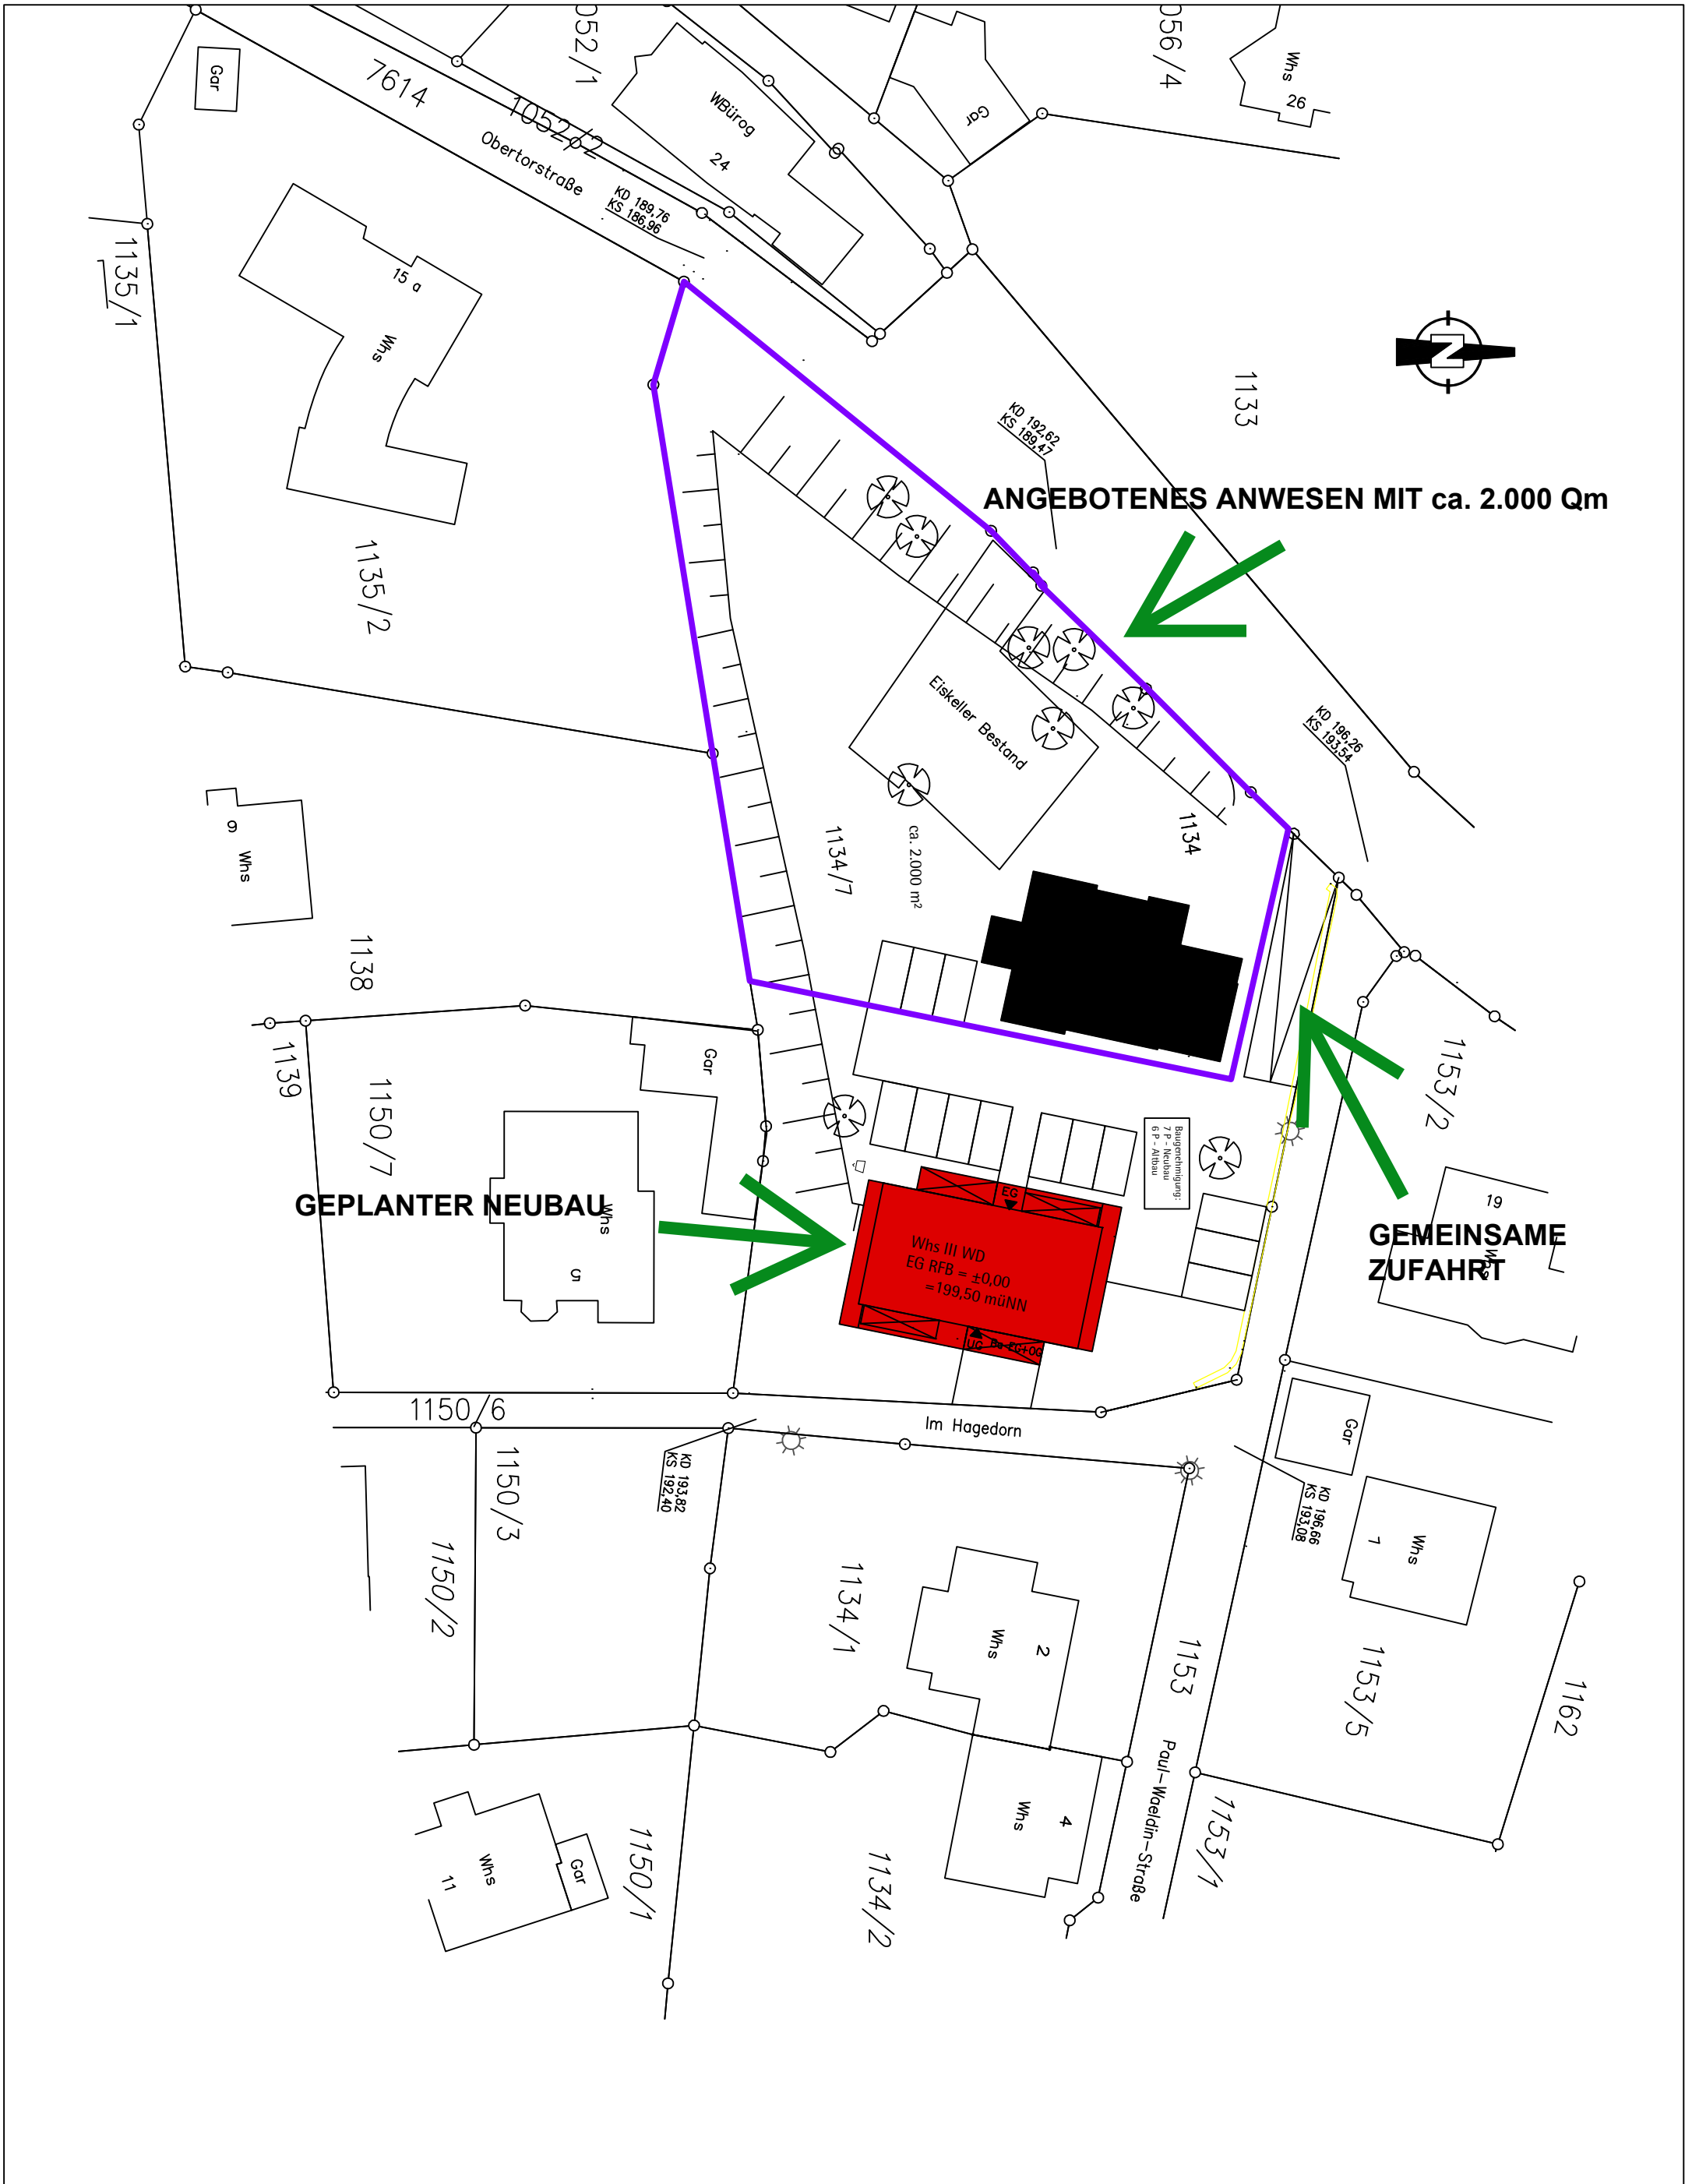 052/1
056/4
Whs
26
Gar
7614
1052/2
WBürog
24
Gar
Obertorstraße
KD 189,76
KS 186,96
1135/1
15 a
Whs
N
1133
KD 192,62
KS 189,47
ANGEBOTENES ANWESEN MIT ca. 2.000 Qm
1135/2
Eiskeller Bestand
KD 196,26
KS 193,54
9
Whs
1134/7
ca. 2.000 m²
1134
1138
1139
1150/7
Gar
1153/2
Baugenehmigung:
7 P - Neubau
6 P - Altbau
GEPLANTER NEUBAU
Whs
5
EG
Whs III WD
EG RFB = ±0,00
=199,50 müNN
UG
19
Whs
GEMEINSAME
ZUFAHRT
1150/6
Im Hagedorn
Gar
1150/3
KD 193,82
KS 192,40
KD 196,66
KS 193,08
Whs
1150/2
1134/1
Whs
2
1153
1153/5
1162
Paul-Waeldin-Straße
Whs
4
1153/1
Whs
11
Gar
1150/1
1134/2